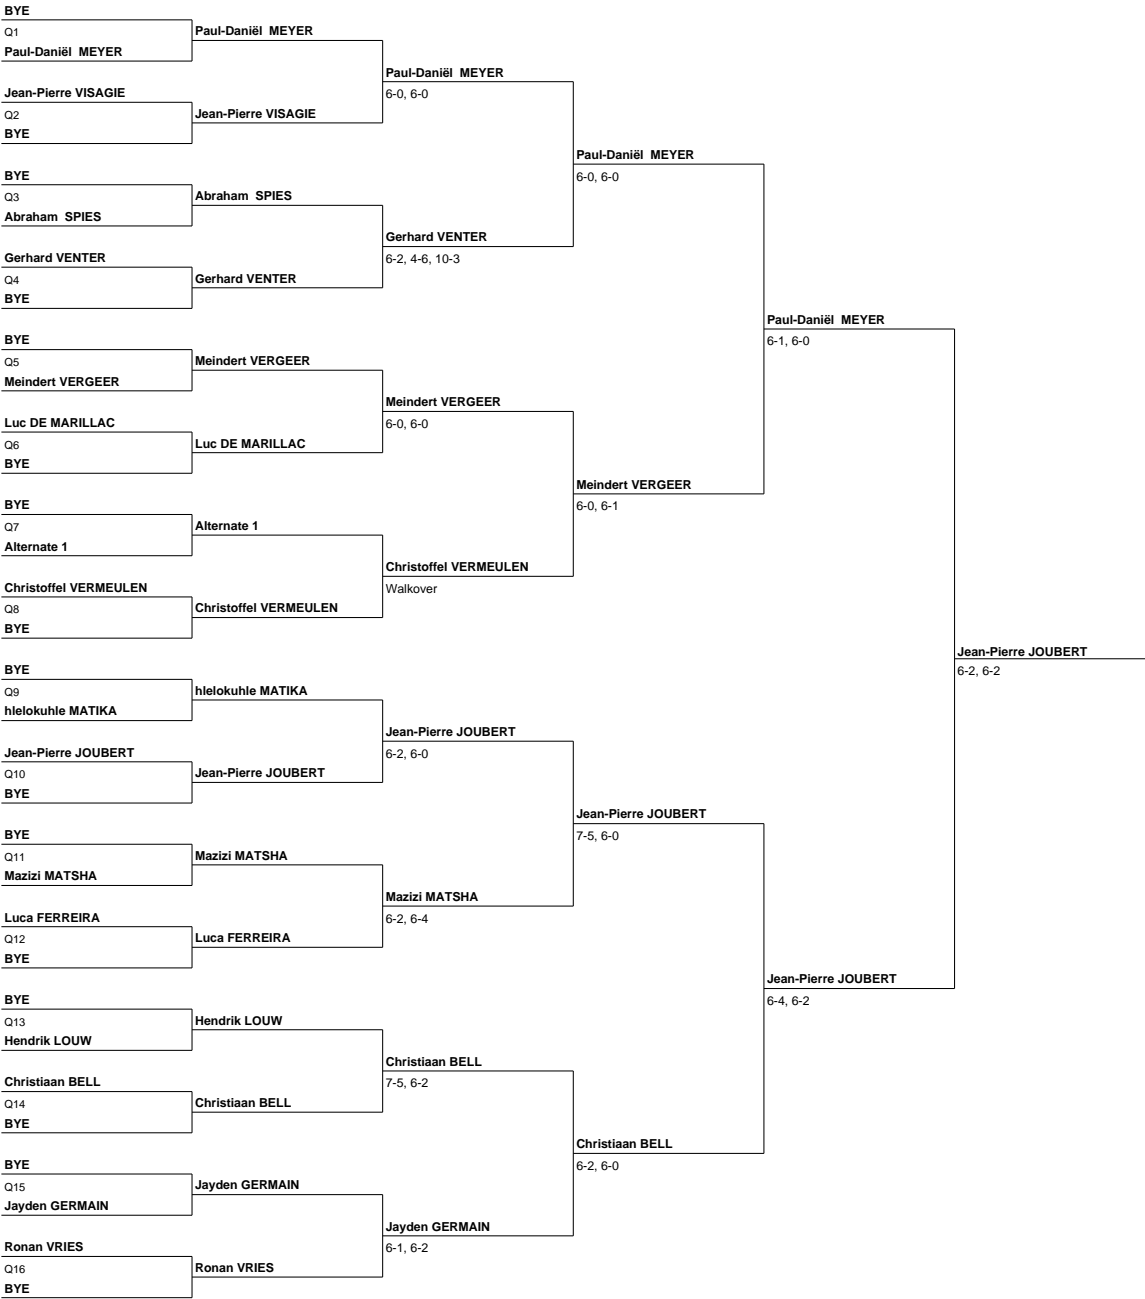 BYE
Q1
Paul-Daniël MEYER
Jean-Pierre VISAGIE
Q2
BYE
BYE
Q3
Abraham SPIES
Gerhard VENTER
Q4
BYE
BYE
Q5
Meindert VERGEER
Luc DE MARILLAC
Q6
BYE
BYE
Q7
Alternate 1
Christoffel VERMEULEN
Q8
BYE
BYE
Q9
hlelokuhle MATIKA
Jean-Pierre JOUBERT
Q10
BYE
BYE
Q11
Mazizi MATSHA
Luca FERREIRA
Q12
BYE
BYE
Q13
Hendrik LOUW
Christiaan BELL
Q14
BYE
BYE
Q15
Jayden GERMAIN
Ronan VRIES
Q16
BYE
Paul-Daniël MEYER
Jean-Pierre VISAGIE
Abraham SPIES
Gerhard VENTER
Meindert VERGEER
Luc DE MARILLAC
Alternate 1
Christoffel VERMEULEN
hlelokuhle MATIKA
Jean-Pierre JOUBERT
Mazizi MATSHA
Luca FERREIRA
Hendrik LOUW
Christiaan BELL
Jayden GERMAIN
Ronan VRIES
Paul-Daniël MEYER
6-0, 6-0
Gerhard VENTER
6-2, 4-6, 10-3
Meindert VERGEER
6-0, 6-0
Christoffel VERMEULEN
Walkover
Jean-Pierre JOUBERT
6-2, 6-0
Mazizi MATSHA
6-2, 6-4
Christiaan BELL
7-5, 6-2
Jayden GERMAIN
6-1, 6-2
Paul-Daniël MEYER
6-0, 6-0
Meindert VERGEER
6-0, 6-1
Jean-Pierre JOUBERT
7-5, 6-0
Christiaan BELL
6-2, 6-0
Paul-Daniël MEYER
6-1, 6-0
Jean-Pierre JOUBERT
6-4, 6-2
Jean-Pierre JOUBERT
6-2, 6-2